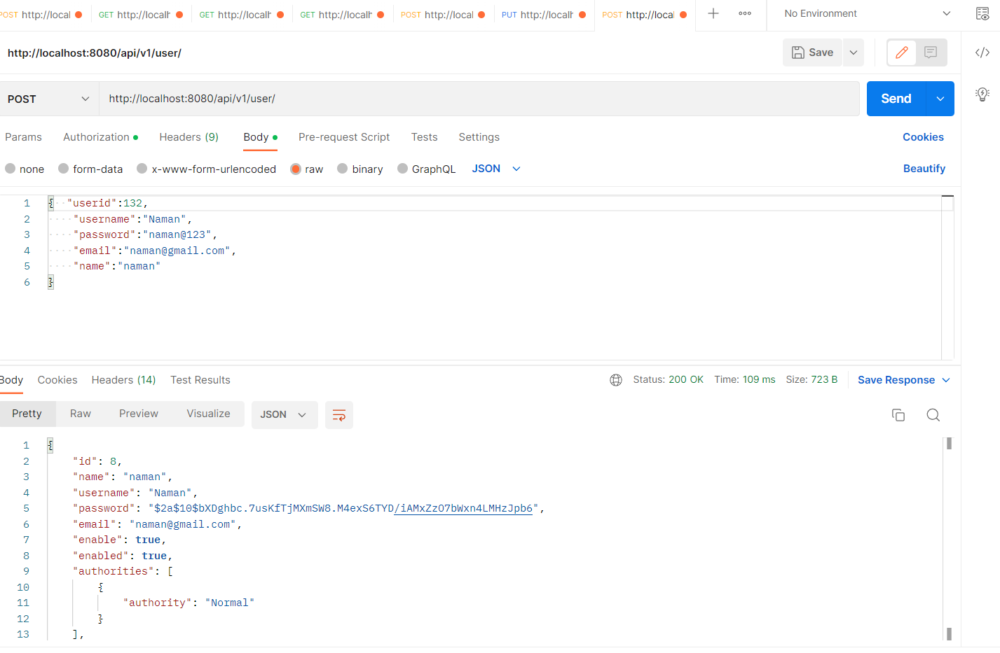 POST http://local GET http://localh GET http://localh GET http://localh POST http://local PUT http://localh POST http://local No Environment
http://localhost:8080/api/v1/user/ Save
POST http://localhost:8080/api/v1/user/ Send
Params Authorization Headers (9) Body Pre-request Script Tests Settings Cookies
none form-data x-www-form-urlencoded raw binary GraphQL JSON Beautify
1 { "userid":132,
2 "username":"Naman",
3 "password":"naman@123",
4 "email":"naman@gmail.com",
5 "name":"naman"
6 }
Body Cookies Headers (14) Test Results Status: 200 OK Time: 109 ms Size: 723 B Save Response
Pretty Raw Preview Visualize JSON
1 {
2 "id": 8,
3 "name": "naman",
4 "username": "Naman",
5 "password": "$2a$10$bXDghbc.7usKfTjMXmSW8.M4exS6TYD/iAMxZzO7bWxn4LMHzJpb6",
6 "email": "naman@gmail.com",
7 "enable": true,
8 "enabled": true,
9 "authorities": [
10 {
11 "authority": "Normal"
12 }
13 ],